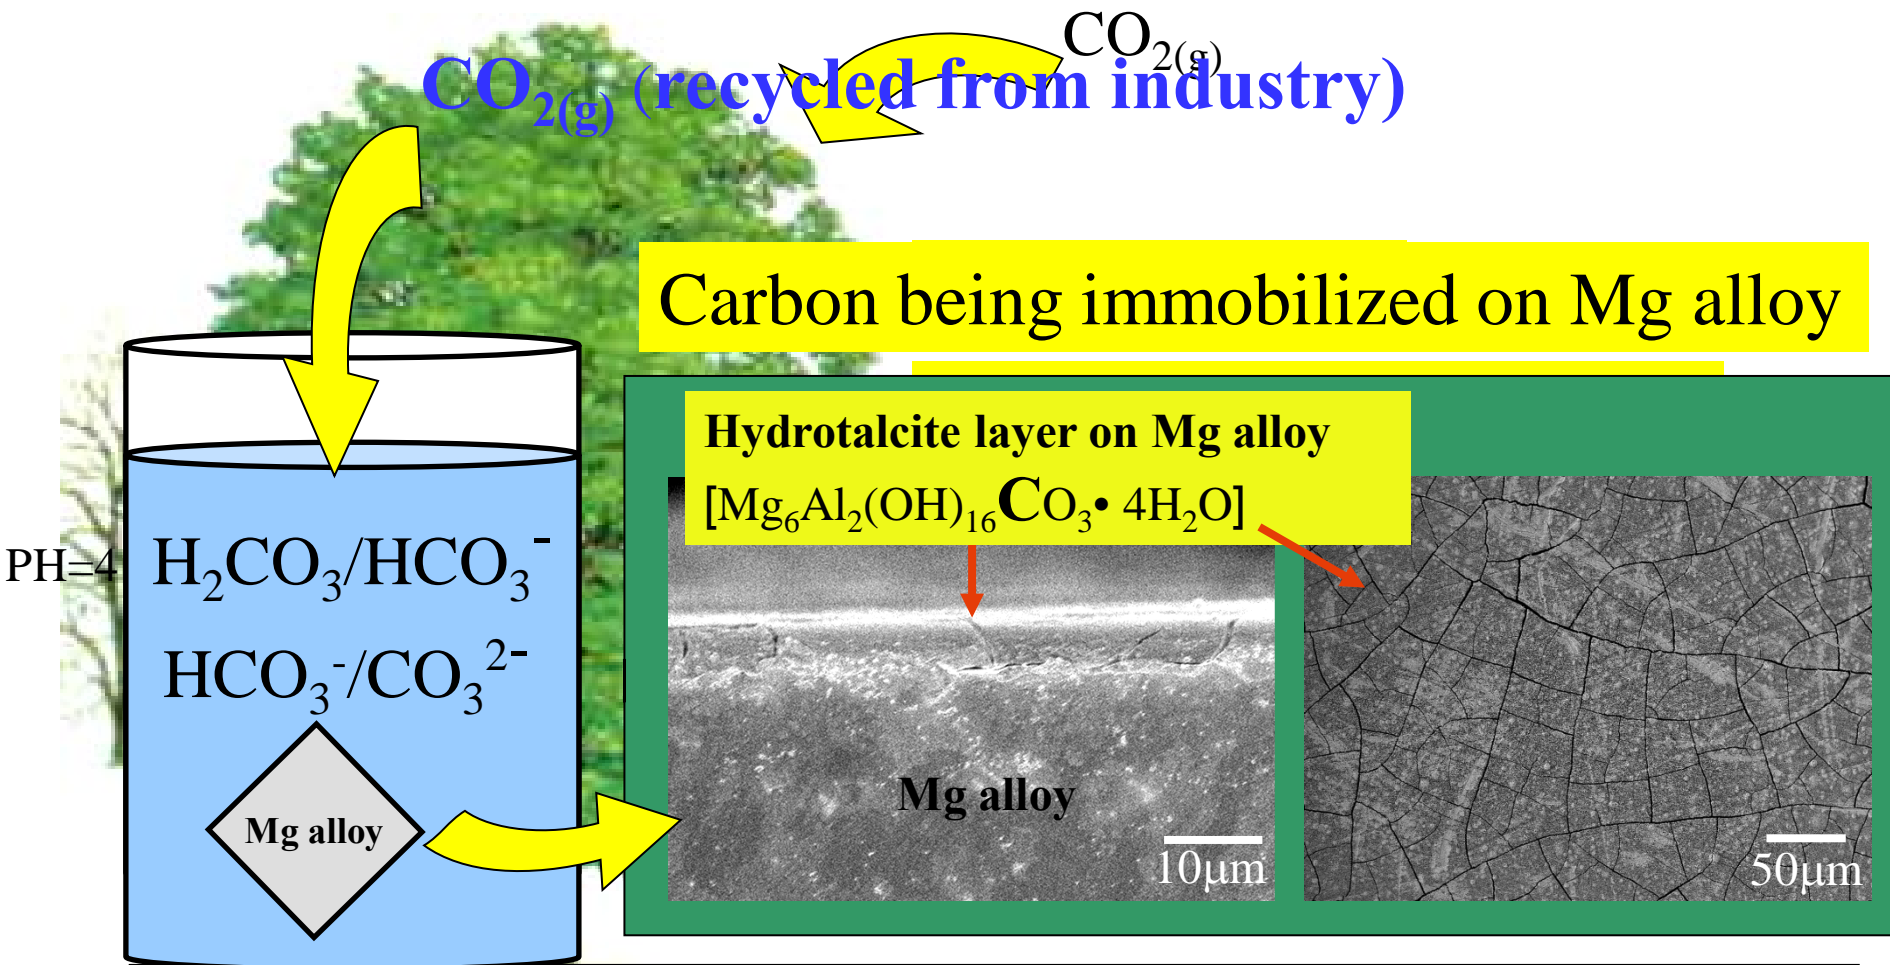 CO₂(g)
CO₂(g) (recycled from industry)
Carbon being immobilized on Mg alloy
Hydrotalcite layer on Mg alloy
[Mg₆Al₂(OH)₁₆CO₃• 4H₂O]
PH=4
H₂CO₃/HCO₃⁻
HCO₃⁻/CO₃²⁻
Mg alloy
Mg alloy
10μm
50μm